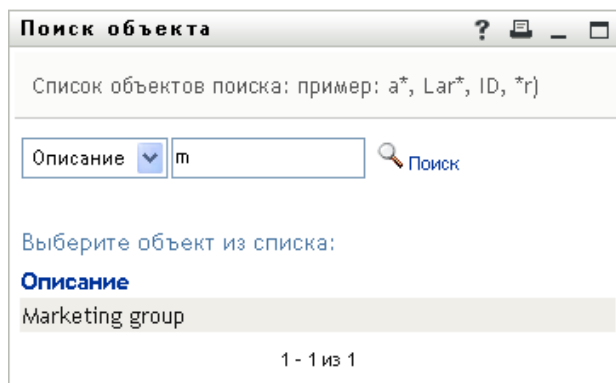 Поиск объекта
Список объектов поиска: пример: a*, Lar*, ID, *r)
Описание m Поиск
Выберите объект из списка:
Описание
Marketing group
1 - 1 из 1